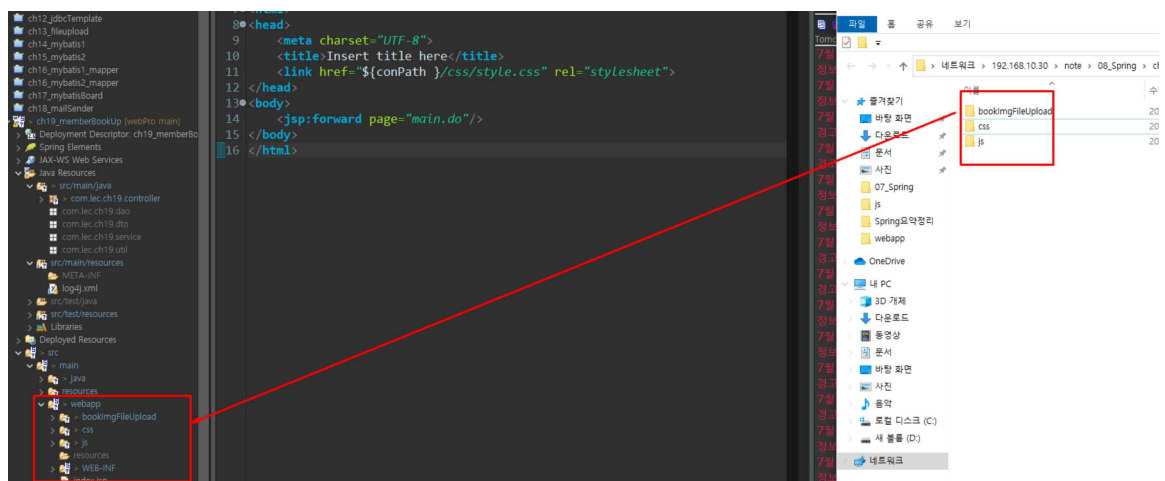 ch12_jdbcTemplate
ch13_fileupload
ch14_mybatis1
ch15_mybatis2
ch16_mybatis1_mapper
ch16_mybatis2_mapper
ch17_mybatisBoard
ch18_mailSender
> ch19_memberBookUp [webPro main]
Deployment Descriptor: ch19_memberBo
Spring Elements
JAX-WS Web Services
Java Resources
> src/main/java
> com.lec.ch19.controller
com.lec.ch19.dao
com.lec.ch19.dto
com.lec.ch19.service
com.lec.ch19.util
> src/main/resources
META-INF
log4j.xml
src/test/java
src/test/resources
Libraries
Deployed Resources
> src
> main
> java
resources
> webapp
> bookImgFileUpload
> css
> js
resources
> WEB-INF
index.jsp
8 <head>
9 <meta charset="UTF-8">
10 <title>Insert title here</title>
11 <link href="${conPath }/css/style.css" rel="stylesheet">
12 </head>
13 <body>
14 <jsp:forward page="main.do"/>
15 </body>
16 </html>
파일 홈 공유 보기
> 네트워크 > 192.168.10.30 > note > 08_Spring > ch
이름
bookImgFileUpload 20
css 20
js 20
즐겨찾기
바탕 화면
다운로드
문서
사진
07_Spring
js
Spring요약정리
webapp
OneDrive
내 PC
3D 개체
다운로드
동영상
문서
바탕 화면
사진
음악
로컬 디스크 (C:)
새 볼륨 (D:)
네트워크